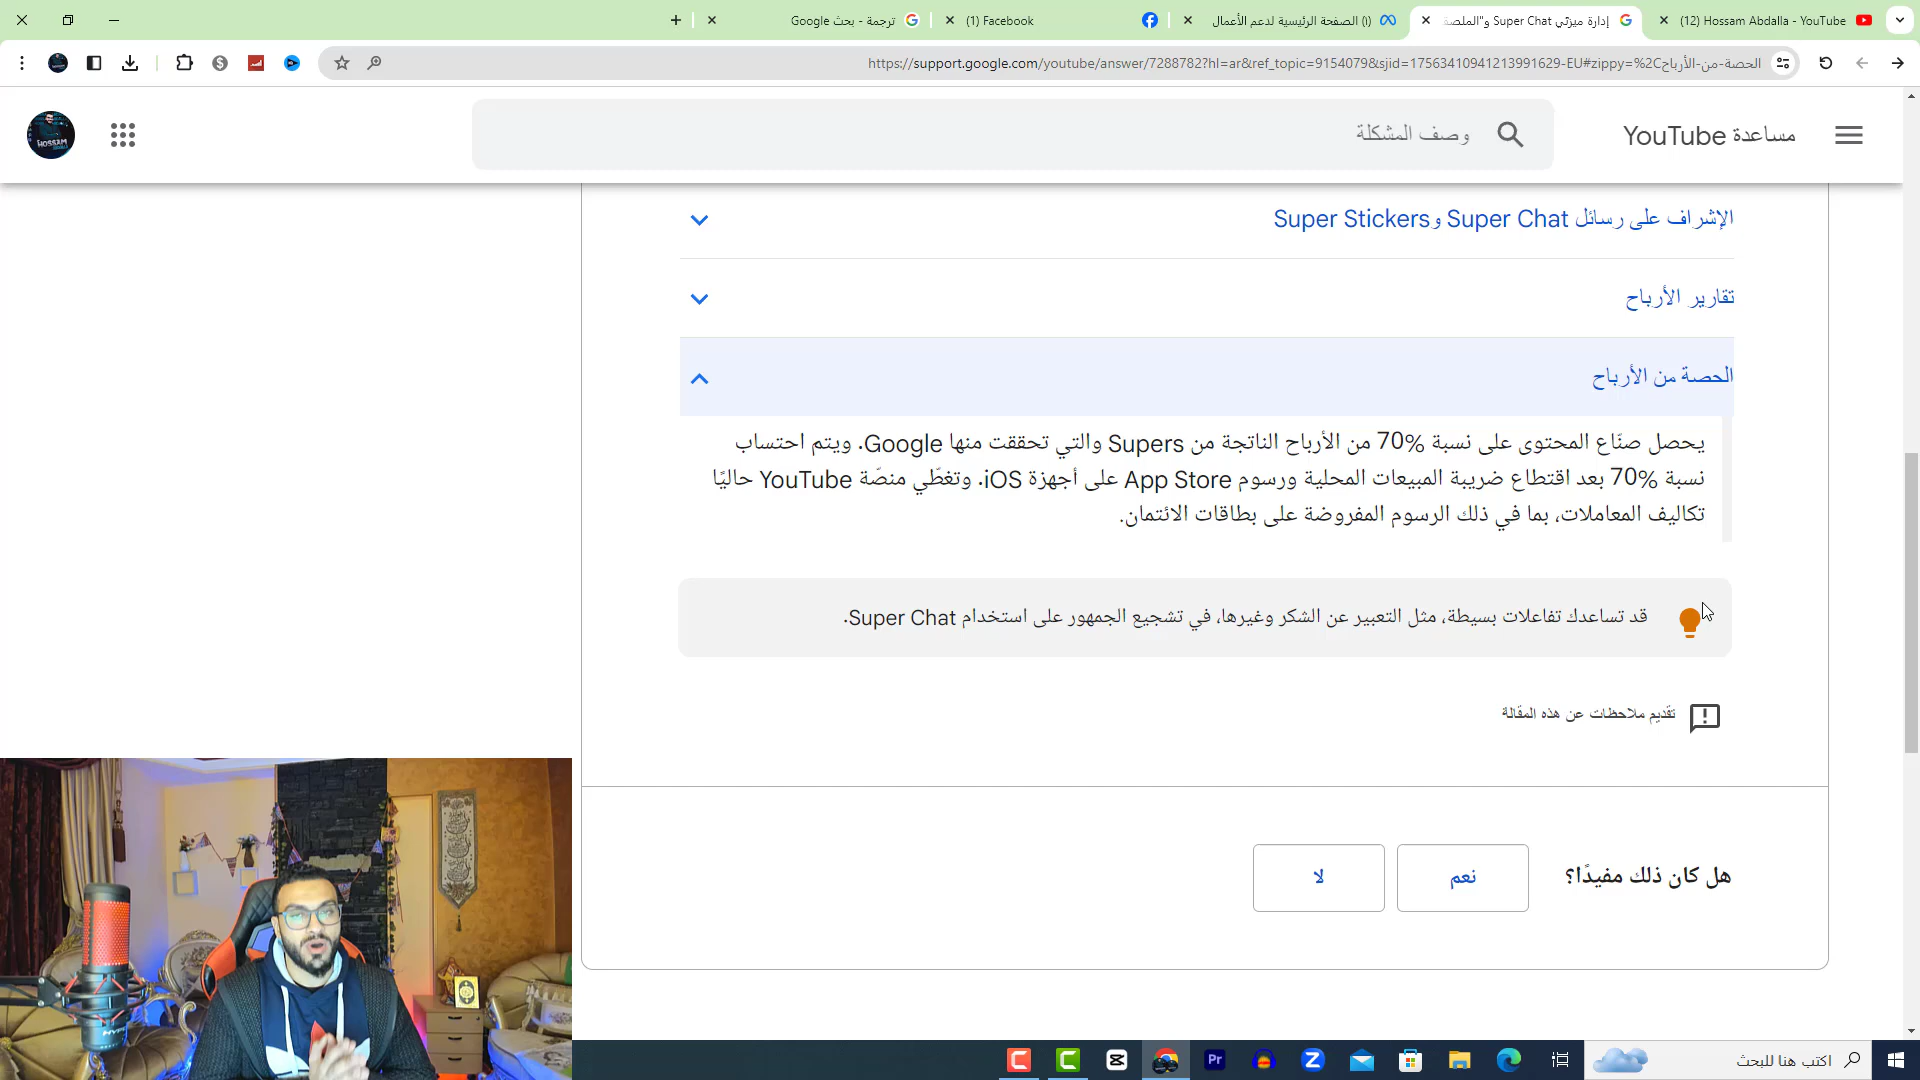 (12) Hossam Abdalla - YouTube
إدارة ميزتَي Super Chat و"الملصق
(١) الصفحة الرئيسية لدعم الأعمال
(1) Facebook
ترجمة - بحث Google
https://support.google.com/youtube/answer/7288782?hl=ar&ref_topic=9154079&sjid=17563410941213991629-EU#zippy=%2Cالحصة-من-الأرباح
مساعدة YouTube
وصف المشكلة
HOSSAM
الإشراف على رسائل Super Chat وSuper Stickers
تقارير الأرباح
الحصة من الأرباح
يحصل صنّاع المحتوى على نسبة %70 من الأرباح الناتجة من Supers والتي تحققت منها Google. ويتم احتساب
نسبة %70 بعد اقتطاع ضريبة المبيعات المحلية ورسوم App Store على أجهزة iOS. وتغطّي منصّة YouTube حاليًا
تكاليف المعاملات، بما في ذلك الرسوم المفروضة على بطاقات الائتمان.
قد تساعدك تفاعلات بسيطة، مثل التعبير عن الشكر وغيرها، في تشجيع الجمهور على استخدام Super Chat.
تقديم ملاحظات عن هذه المقالة
هل كان ذلك مفيدًا؟
نعم
لا
اكتب هنا للبحث
Pr